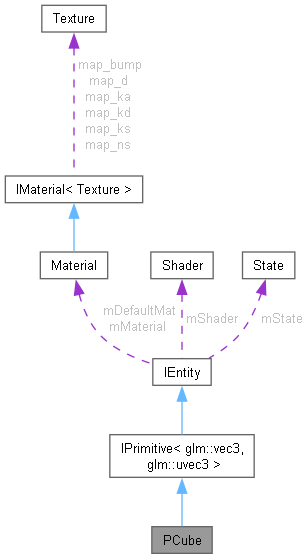 Texture
map_bump
map_d
map_ka
map_kd
map_ks
map_ns
IMaterial< Texture >
Material
Shader
State
mDefaultMat
mMaterial
mShader
mState
IEntity
IPrimitive< glm::vec3,
glm::uvec3 >
PCube